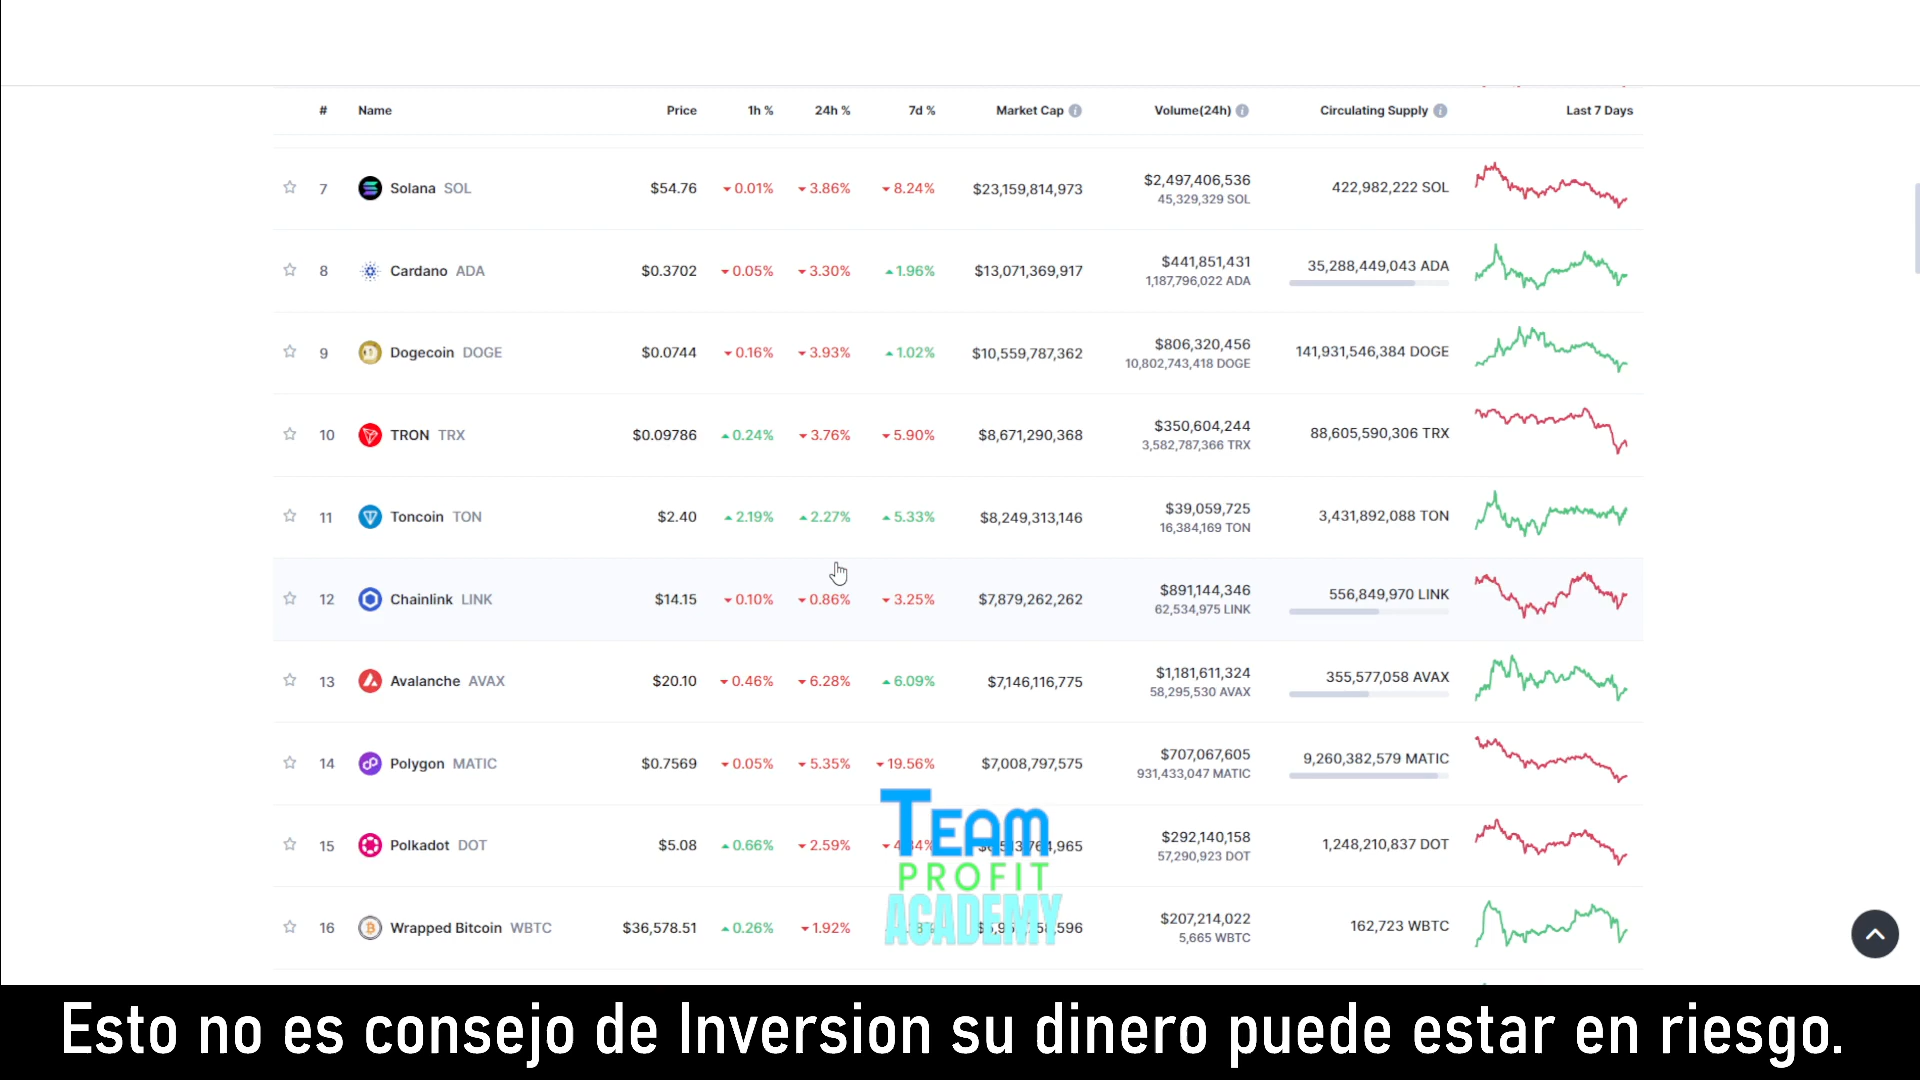 # Name Price 1h % 24h % 7d % Market Cap Volume(24h) Circulating Supply Last 7 Days
7 Solana SOL $54.76 0.01% 3.86% 8.24% $23,159,814,973 $2,497,406,536 422,982,222 SOL
45,329,329 SOL
8 Cardano ADA $0.3702 0.05% 3.30% 1.96% $13,071,369,917 $441,851,431 35,288,449,043 ADA
1,187,796,022 ADA
9 Dogecoin DOGE $0.0744 0.16% 3.93% 1.02% $10,559,787,362 $806,320,456 141,931,546,384 DOGE
10,802,743,418 DOGE
10 TRON TRX $0.09786 0.24% 3.76% 5.90% $8,671,290,368 $350,604,244 88,605,590,306 TRX
3,582,787,366 TRX
11 Toncoin TON $2.40 2.19% 2.27% 5.33% $8,249,313,146 $39,059,725 3,431,892,088 TON
16,384,169 TON
12 Chainlink LINK $14.15 0.10% 0.86% 3.25% $7,879,262,262 $891,144,346 556,849,970 LINK
62,534,975 LINK
13 Avalanche AVAX $20.10 0.46% 6.28% 6.09% $7,146,116,775 $1,181,611,324 355,577,058 AVAX
58,295,530 AVAX
14 Polygon MATIC $0.7569 0.05% 5.35% 19.56% $7,008,797,575 $707,067,605 9,260,382,579 MATIC
931,433,047 MATIC
15 Polkadot DOT $5.08 0.66% 2.59% $292,140,158 1,248,210,837 DOT
57,290,923 DOT
16 Wrapped Bitcoin WBTC $36,578.51 0.26% 1.92% $207,214,022 162,723 WBTC
5,665 WBTC
TEAM
PROFIT
ACADEMY
Esto no es consejo de Inversion su dinero puede estar en riesgo.